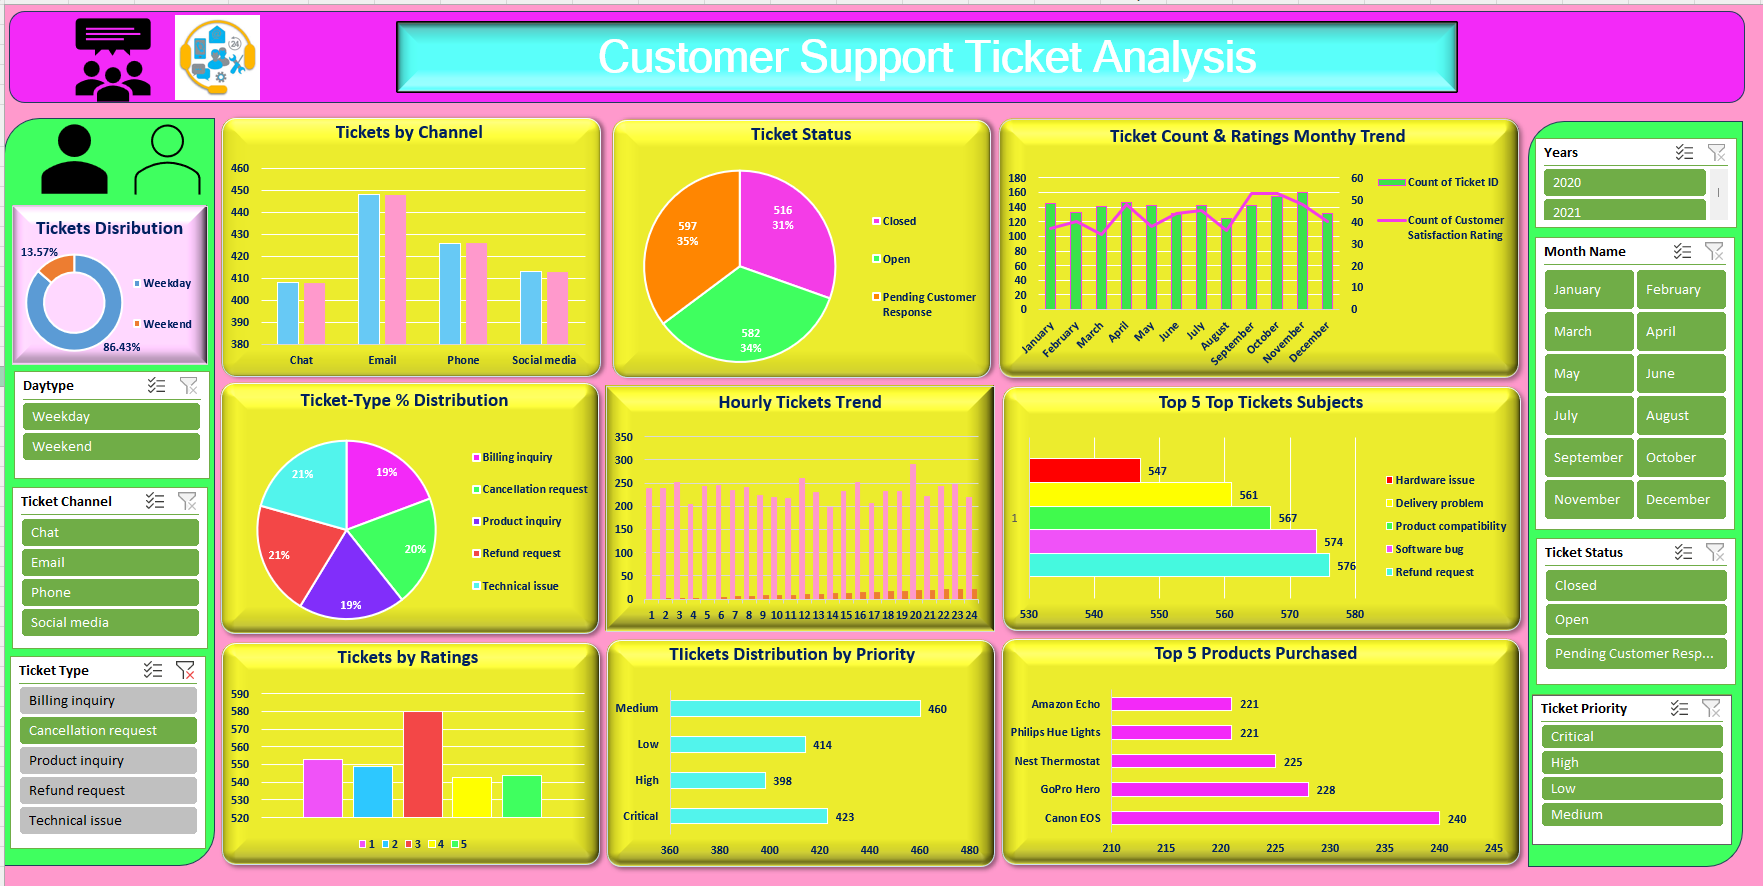 Customer Support Ticket Analysis
24
Tickets Disribution
13.57%
Weekday
Weekend
86.43%
Daytype
Weekday
Weekend
Ticket Channel
Chat
Email
Phone
Social media
Ticket Type
Billing inquiry
Cancellation request
Product inquiry
Refund request
Technical issue
Tickets by Channel
460
450
440
430
420
410
400
390
380
Chat Email Phone Social media
Ticket Status
597
35%
516
31%
582
34%
Closed
Open
Pending Customer
Response
Ticket Count & Ratings Monthy Trend
180
160
140
120
100
80
60
40
20
0
60
50
40
30
20
10
0
January February March April May June July August September October November December
Count of Ticket ID
Count of Customer
Satisfaction Rating
Ticket-Type % Distribution
21% 19%
21% 20%
19%
Billing inquiry
Cancellation request
Product inquiry
Refund request
Technical issue
Hourly Tickets Trend
350
300
250
200
150
100
50
0
1 2 3 4 5 6 7 8 9 10 11 12 13 14 15 16 17 18 19 20 21 22 23 24
Top 5 Top Tickets Subjects
547
561
1 567
574
576
530 540 550 560 570 580
Hardware issue
Delivery problem
Product compatibility
Software bug
Refund request
Tickets by Ratings
590
580
570
560
550
540
530
520
1 2 3 4 5
TIickets Distribution by Priority
Medium 460
Low 414
High 398
Critical 423
360 380 400 420 440 460 480
Top 5 Products Purchased
Amazon Echo 221
Philips Hue Lights 221
Nest Thermostat 225
GoPro Hero 228
Canon EOS 240
210 215 220 225 230 235 240 245
Years
2020
2021
Month Name
January February
March April
May June
July August
September October
November December
Ticket Status
Closed
Open
Pending Customer Resp...
Ticket Priority
Critical
High
Low
Medium